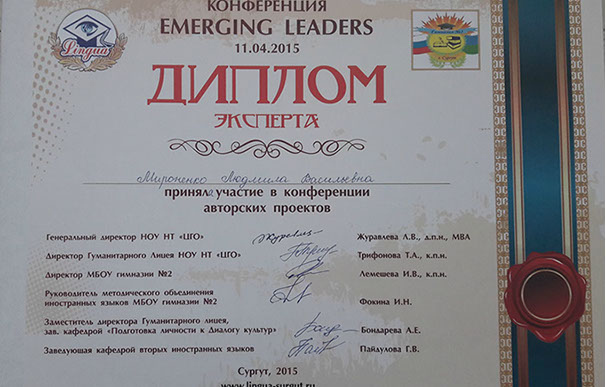 КОНФЕРЕНЦИЯ
EMERGING LEADERS
11.04.2015
Lingua
ДИПЛОМ
ЭКСПЕРТА
Мироненко Людмила Васильевна
приняла участие в конференции
авторских проектов
Генеральный директор НОУ НТ «ЦГО» Журавлева Л.В., д.п.н., МВА
Директор Гуманитарного Лицея НОУ НТ «ЦГО» Трифонова Т.А., к.п.н.
Директор МБОУ гимназии №2 Лемешева И.В., к.п.н.
Руководитель методического объединения
иностранных языков МБОУ гимназии №2 Фокина И.Н.
Заместитель директора Гуманитарного лицея,
зав. кафедрой «Подготовка личности к Диалогу культур» Бондарева А.Е.
Заведующая кафедрой вторых иностранных языков Пайдулова Г.В.
Сургут, 2015
www.lingua-surgut.ru